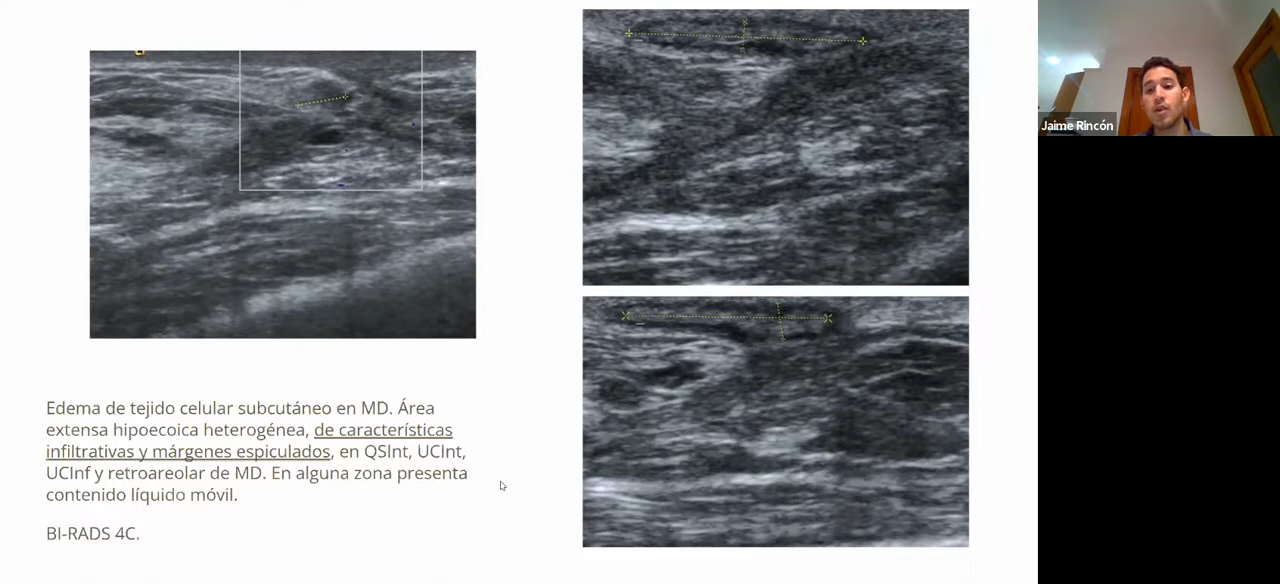 Edema de tejido celular subcutáneo en MD. Área
extensa hipoecoica heterogénea, de características
infiltrativas y márgenes espiculados, en QSInt, UCInt,
UCInf y retroareolar de MD. En alguna zona presenta
contenido líquido móvil.
BI-RADS 4C.
Jaime Rincón